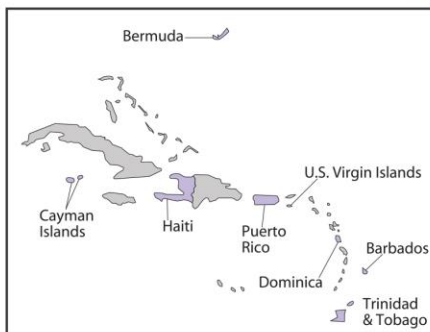 Bermuda
U.S. Virgin Islands
Cayman
Islands
Haiti
Puerto
Rico
Barbados
Dominica
Trinidad
& Tobago